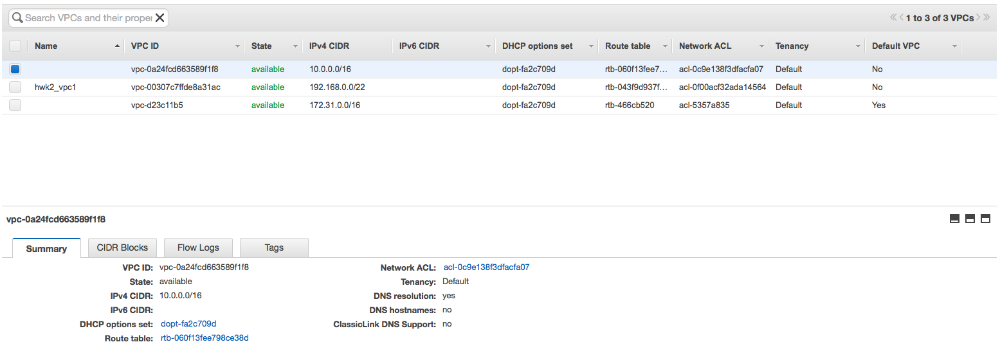 Search VPCs and their proper
1 to 3 of 3 VPCs
Name VPC ID State IPv4 CIDR IPv6 CIDR DHCP options set Route table Network ACL Tenancy Default VPC
vpc-0a24fcd663589f1f8 available 10.0.0.0/16 dopt-fa2c709d rtb-060f13fee7... acl-0c9e138f3dfacfa07 Default No
hwk2_vpc1 vpc-00307c7ffde8a31ac available 192.168.0.0/22 dopt-fa2c709d rtb-043f9d937f... acl-0f00acf32ada14564 Default No
vpc-d23c11b5 available 172.31.0.0/16 dopt-fa2c709d rtb-466cb520 acl-5357a835 Default Yes
vpc-0a24fcd663589f1f8
Summary CIDR Blocks Flow Logs Tags
VPC ID: vpc-0a24fcd663589f1f8 Network ACL: acl-0c9e138f3dfacfa07
State: available Tenancy: Default
IPv4 CIDR: 10.0.0.0/16 DNS resolution: yes
IPv6 CIDR: DNS hostnames: no
DHCP options set: dopt-fa2c709d ClassicLink DNS Support: no
Route table: rtb-060f13fee798ce38d